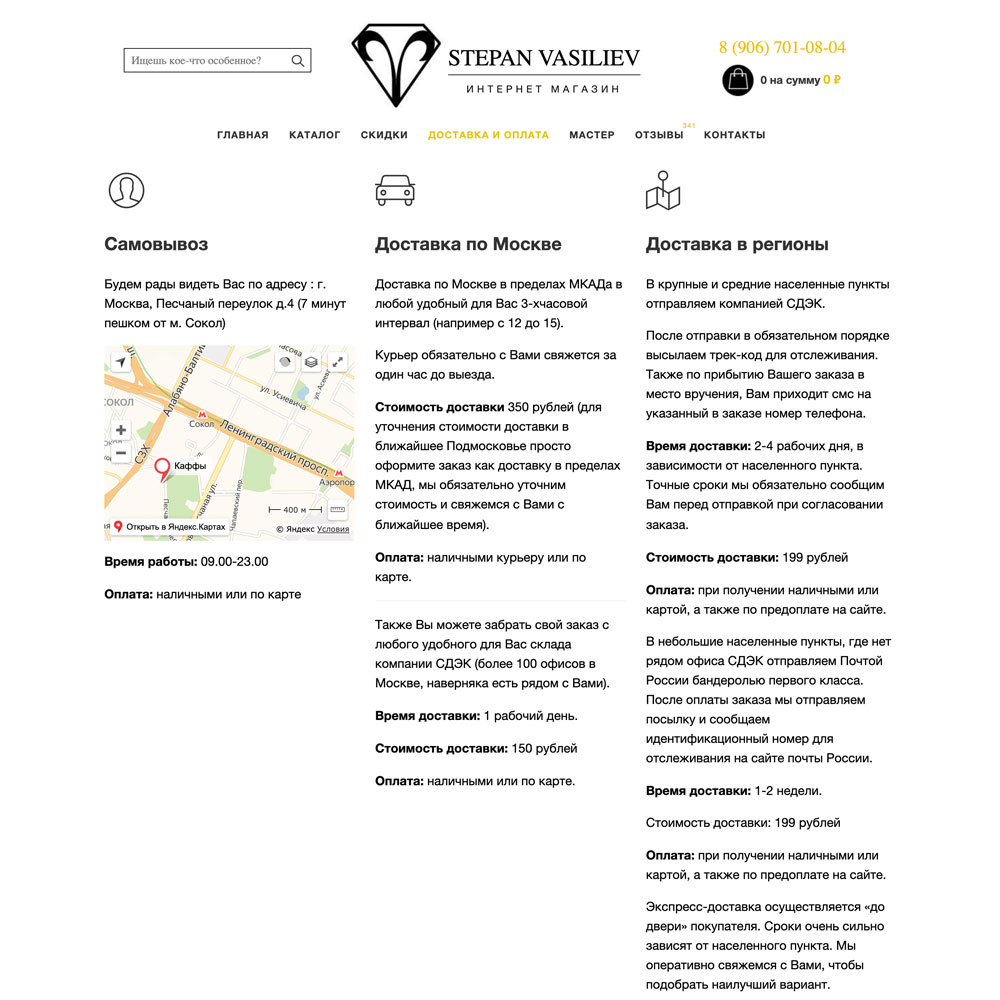 Ищешь кое-что особенное?
STEPAN VASILIEV
ИНТЕРНЕТ МАГАЗИН
8 (906) 701-08-04
0 на сумму 0 ₽
ГЛАВНАЯ КАТАЛОГ СКИДКИ ДОСТАВКА И ОПЛАТА МАСТЕР ОТЗЫВЫ 341 КОНТАКТЫ
Самовывоз
Будем рады видеть Вас по адресу : г.
Москва, Песчаный переулок д.4 (7 минут
пешком от м. Сокол)
СОКОЛ
Алабяно-Балти
ул. Усиевича
Сокол
Ленинградский просп.
СЗХ
Каффы
Аэропор
Чапаевский пер.
400 м
Открыть в Яндекс.Картах
© Яндекс Условия
Время работы: 09.00-23.00
Оплата: наличными или по карте
Доставка по Москве
Доставка по Москве в пределах МКАДа в
любой удобный для Вас 3-хчасовой
интервал (например с 12 до 15).
Курьер обязательно с Вами свяжется за
один час до выезда.
Стоимость доставки 350 рублей (для
уточнения стоимости доставки в
ближайшее Подмосковье просто
оформите заказ как доставку в пределах
МКАД, мы обязательно уточним
стоимость и свяжемся с Вами с
ближайшее время).
Оплата: наличными курьеру или по
карте.
Также Вы можете забрать свой заказ с
любого удобного для Вас склада
компании СДЭК (более 100 офисов в
Москве, наверняка есть рядом с Вами).
Время доставки: 1 рабочий день.
Стоимость доставки: 150 рублей
Оплата: наличными или по карте.
Доставка в регионы
В крупные и средние населенные пункты
отправляем компанией СДЭК.
После отправки в обязательном порядке
высылаем трек-код для отслеживания.
Также по прибытию Вашего заказа в
место вручения, Вам приходит смс на
указанный в заказе номер телефона.
Время доставки: 2-4 рабочих дня, в
зависимости от населенного пункта.
Точные сроки мы обязательно сообщим
Вам перед отправкой при согласовании
заказа.
Стоимость доставки: 199 рублей
Оплата: при получении наличными или
картой, а также по предоплате на сайте.
В небольшие населенные пункты, где нет
рядом офиса СДЭК отправляем Почтой
России бандеролью первого класса.
После оплаты заказа мы отправляем
посылку и сообщаем
идентификационный номер для
отслеживания на сайте почты России.
Время доставки: 1-2 недели.
Стоимость доставки: 199 рублей
Оплата: при получении наличными или
картой, а также по предоплате на сайте.
Экспресс-доставка осуществляется «до
двери» покупателя. Сроки очень сильно
зависят от населенного пункта. Мы
оперативно свяжемся с Вами, чтобы
подобрать наилучший вариант.